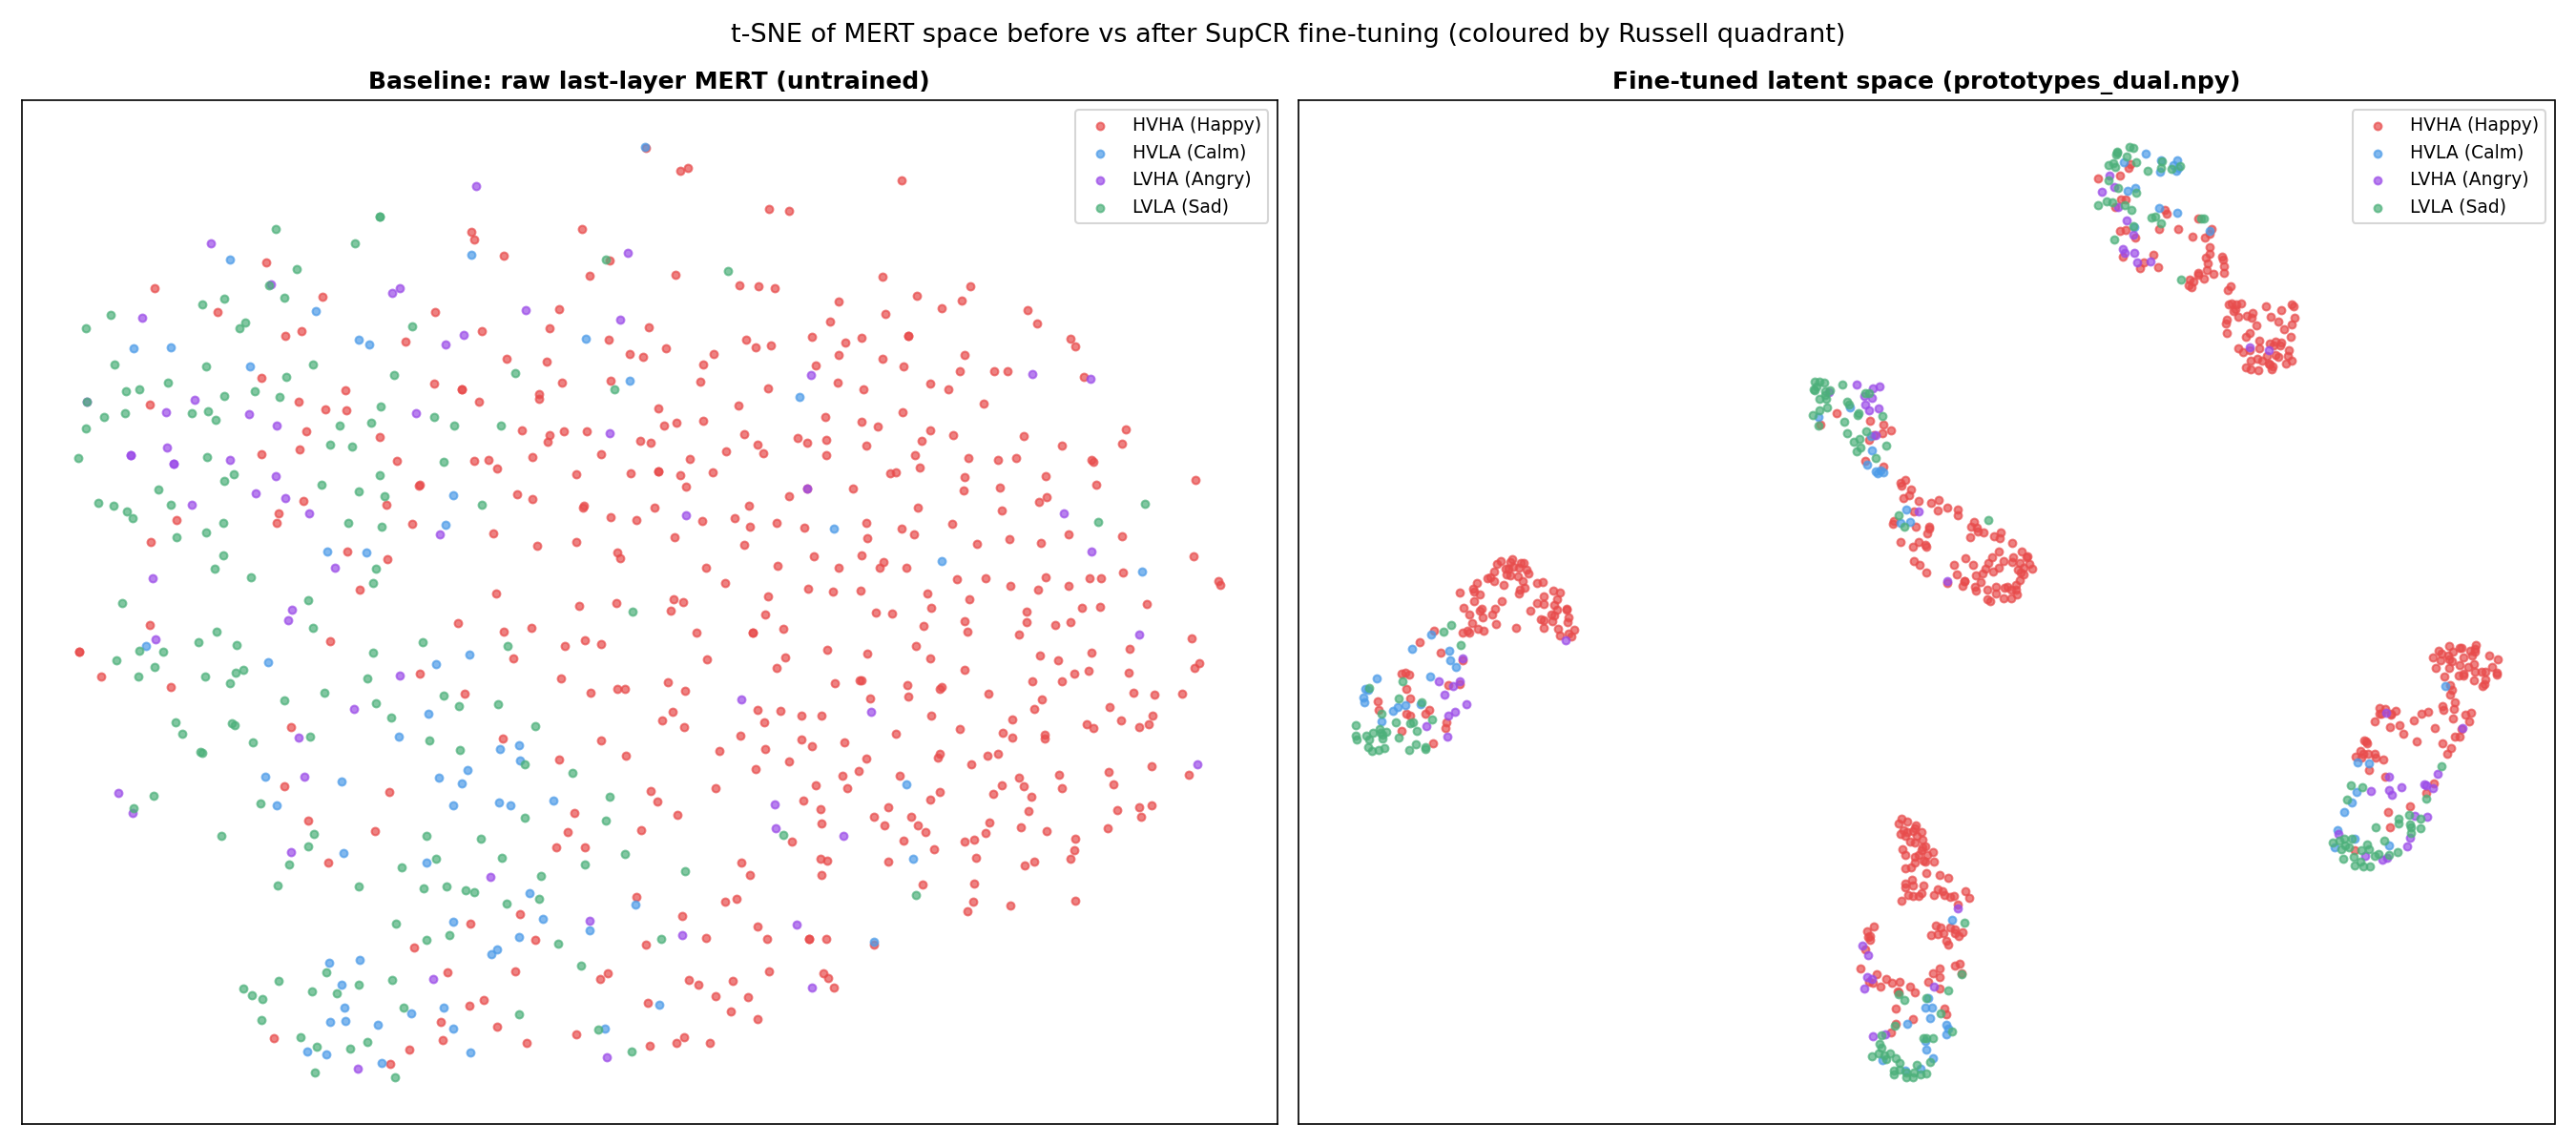 t-SNE of MERT space before vs after SupCR fine-tuning (coloured by Russell quadrant)
Baseline: raw last-layer MERT (untrained)
HVHA (Happy)
HVLA (Calm)
LVHA (Angry)
LVLA (Sad)
Fine-tuned latent space (prototypes_dual.npy)
HVHA (Happy)
HVLA (Calm)
LVHA (Angry)
LVLA (Sad)